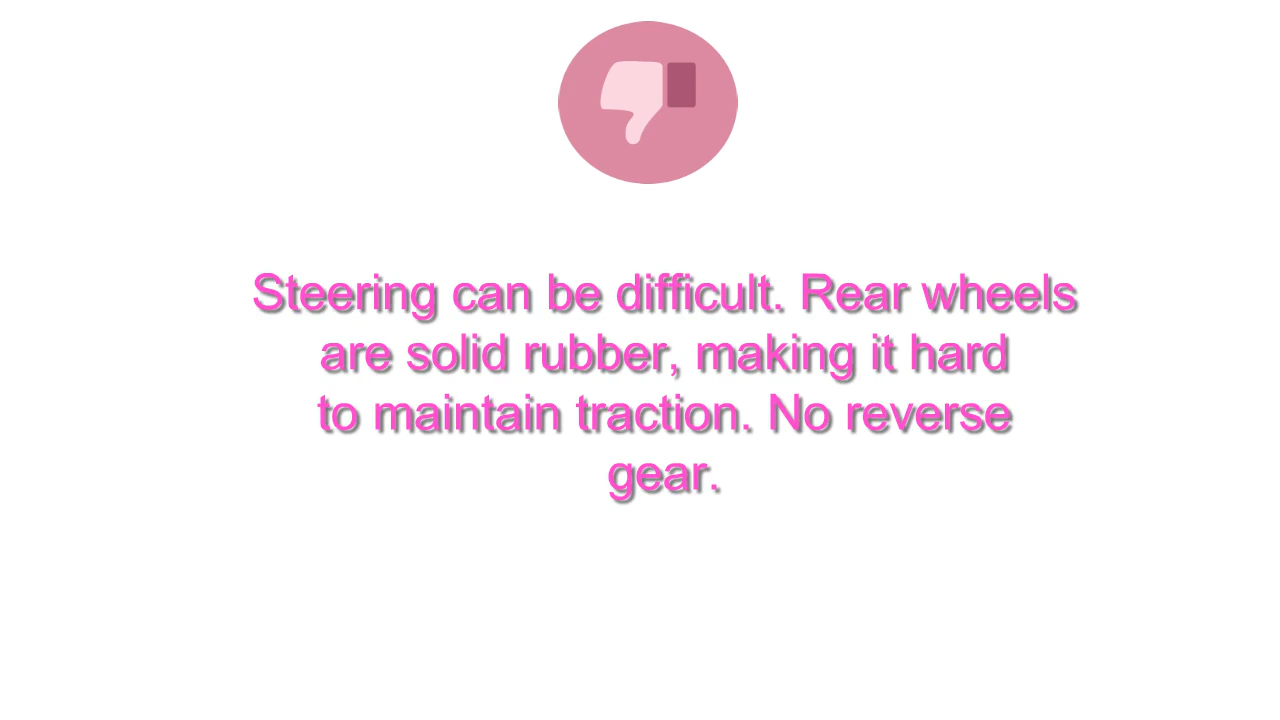 Steering can be difficult. Rear wheels
are solid rubber, making it hard
to maintain traction. No reverse
gear.